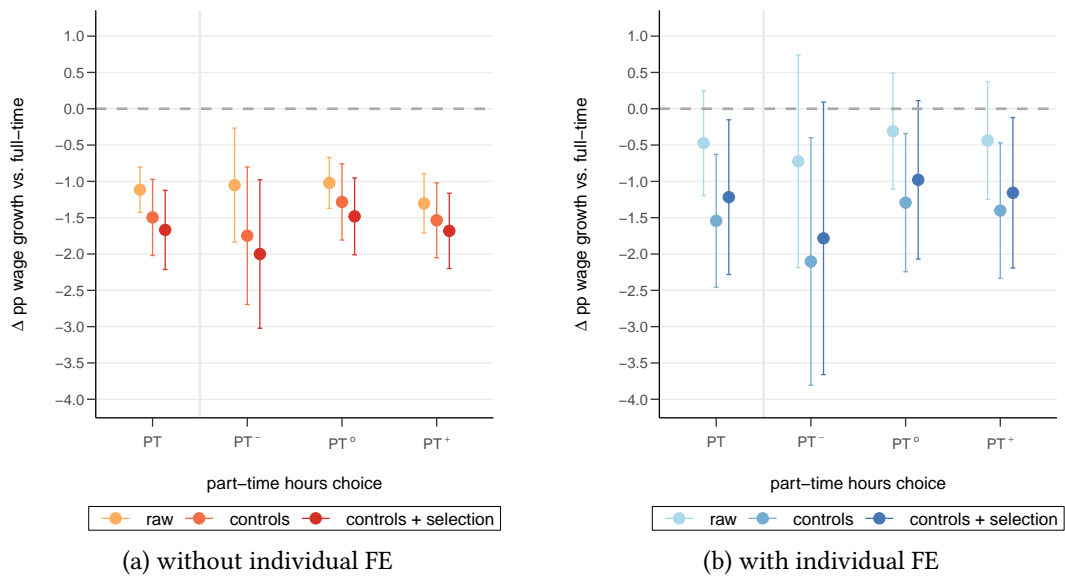 1.0
0.5
0.0
−0.5
−1.0
−1.5
−2.0
−2.5
−3.0
−3.5
−4.0
Δ pp wage growth vs. full−time
PT PT⁻ PTº PT⁺
part−time hours choice
raw controls controls + selection
(a) without individual FE
1.0
0.5
0.0
−0.5
−1.0
−1.5
−2.0
−2.5
−3.0
−3.5
−4.0
Δ pp wage growth vs. full−time
PT PT⁻ PTº PT⁺
part−time hours choice
raw controls controls + selection
(b) with individual FE